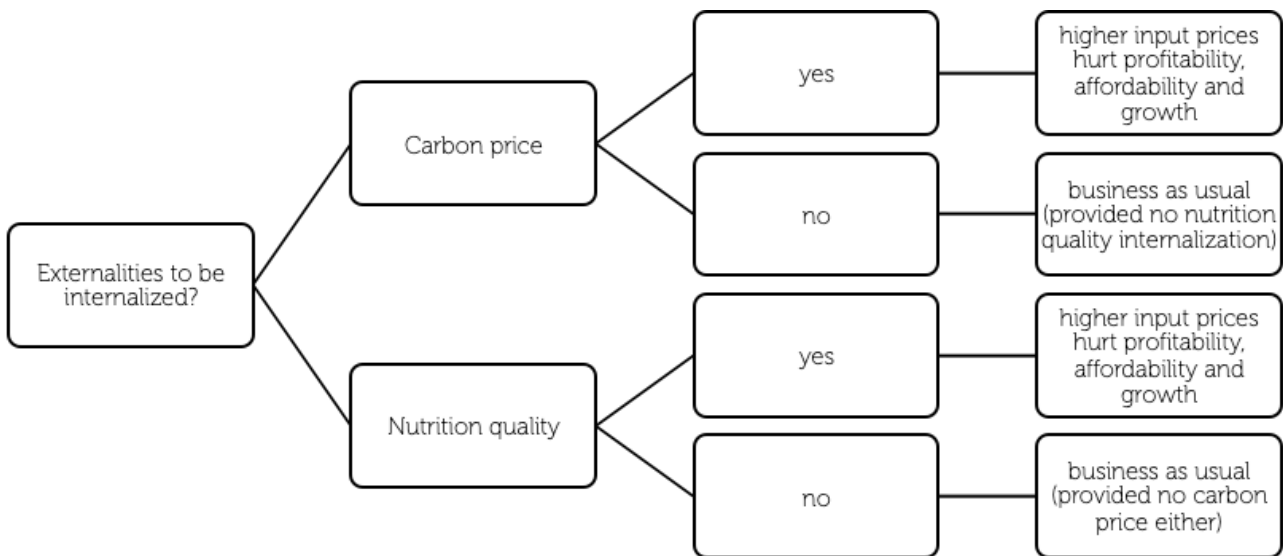 Externalities to be
internalized?
Carbon price
yes
higher input prices
hurt profitability,
affordability and
growth
no
business as usual
(provided no nutrition
quality internalization)
Nutrition quality
yes
higher input prices
hurt profitability,
affordability and
growth
no
business as usual
(provided no carbon
price either)